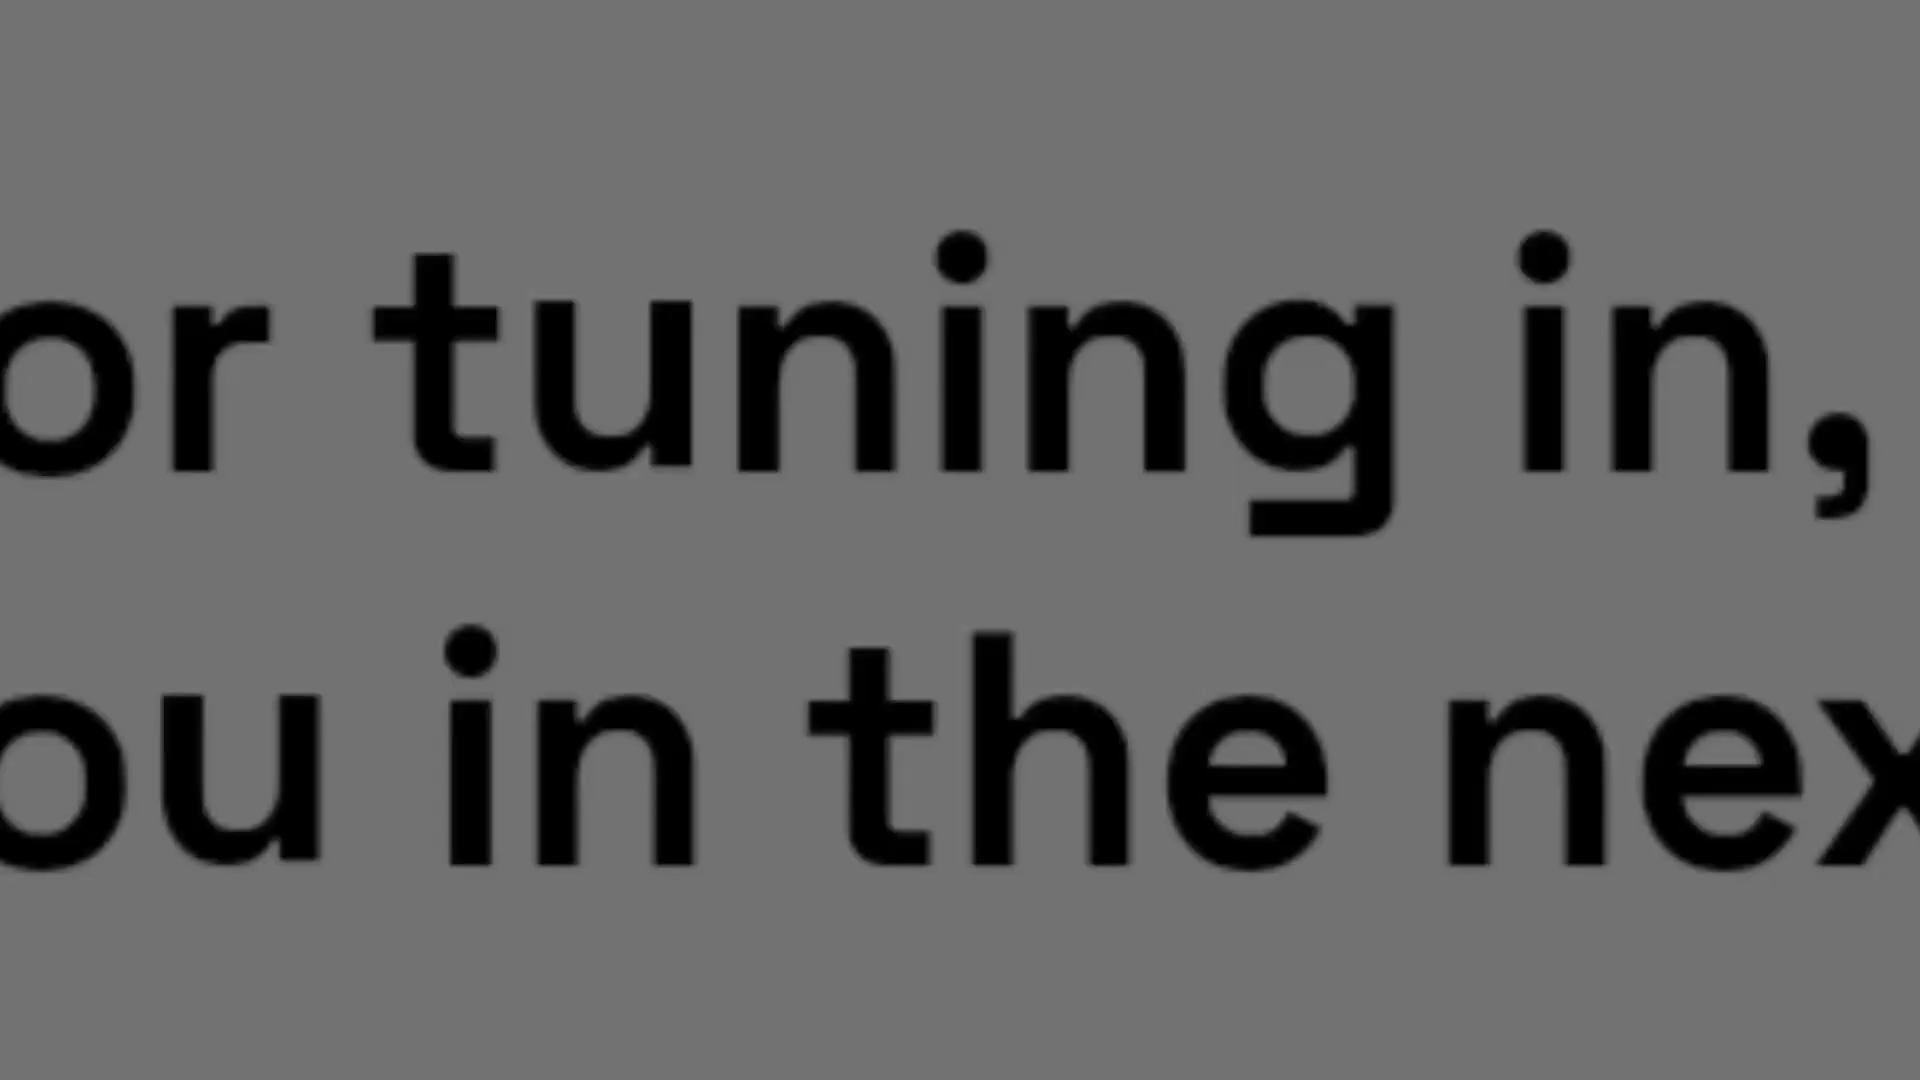 or tuning in,
ou in the nex